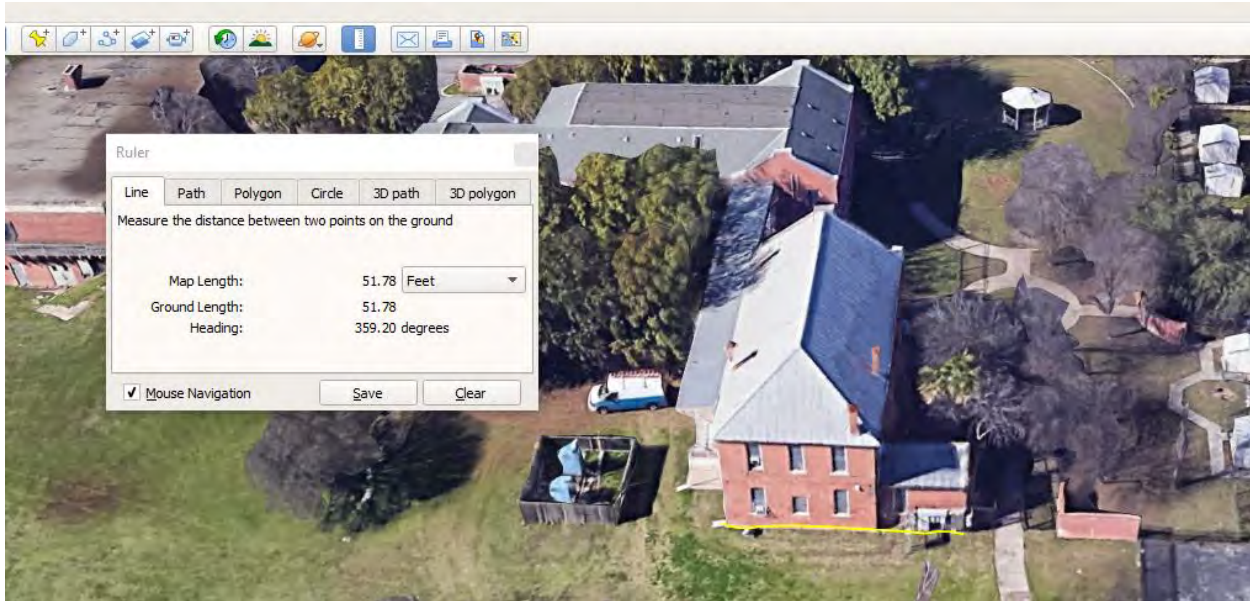 Ruler
Line Path Polygon Circle 3D path 3D polygon
Measure the distance between two points on the ground
Map Length: 51.78 Feet
Ground Length: 51.78
Heading: 359.20 degrees
Mouse Navigation Save Clear